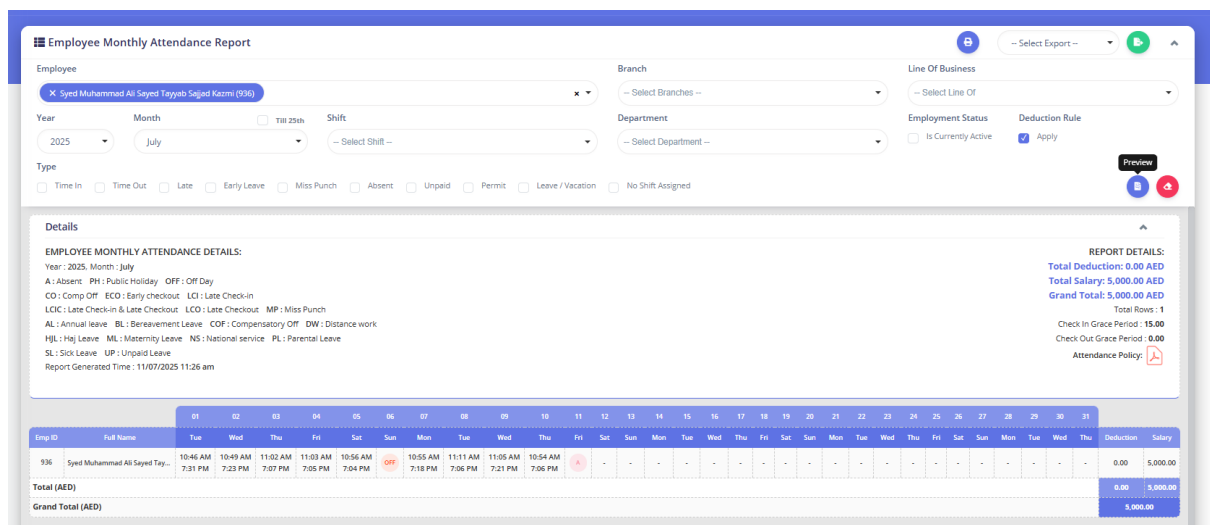 Employee Monthly Attendance Report
-- Select Export --
Employee
Branch
Line Of Business
× Syed Muhammad Ali Sayed Tayyab Sajjad Kazmi (936)
× 
-- Select Branches --
-- Select Line Of
Year
Month
Till 25th
Shift
Department
Employment Status
Deduction Rule
2025
July
-- Select Shift --
-- Select Department --
Is Currently Active
Apply
Type
Preview
Time In Time Out Late Early Leave Miss Punch Absent Unpaid Permit Leave / Vacation No Shift Assigned
Details
EMPLOYEE MONTHLY ATTENDANCE DETAILS:
Year : 2025, Month : July
A : Absent PH : Public Holiday OFF : Off Day
CO : Comp Off ECO : Early checkout LCI : Late Check-in
LCIC : Late Check-in & Late Checkout LCO : Late Checkout MP : Miss Punch
AL : Annual leave BL : Bereavement Leave COF : Compensatory Off DW : Distance work
HJL : Haj Leave ML : Maternity Leave NS : National service PL : Parental Leave
SL : Sick Leave UP : Unpaid Leave
Report Generated Time : 11/07/2025 11:26 am
REPORT DETAILS:
Total Deduction: 0.00 AED
Total Salary: 5,000.00 AED
Grand Total: 5,000.00 AED
Total Rows : 1
Check In Grace Period : 15.00
Check Out Grace Period : 0.00
Attendance Policy:
01 02 03 04 05 06 07 08 09 10 11 12 13 14 15 16 17 18 19 20 21 22 23 24 25 26 27 28 29 30 31
Emp ID Full Name Tue Wed Thu Fri Sat Sun Mon Tue Wed Thu Fri Sat Sun Mon Tue Wed Thu Fri Sat Sun Mon Tue Wed Thu Fri Sat Sun Mon Tue Wed Thu Deduction Salary
10:46 AM 10:49 AM 11:02 AM 11:03 AM 10:56 AM 10:55 AM 11:11 AM 11:05 AM 10:54 AM
936 Syed Muhammad Ali Sayed Tay... OFF A - - - - - - - - - - - - - - - - - - - - 0.00 5,000.00
7:31 PM 7:23 PM 7:07 PM 7:05 PM 7:04 PM 7:18 PM 7:06 PM 7:21 PM 7:06 PM
Total (AED) 0.00 5,000.00
Grand Total (AED) 5,000.00